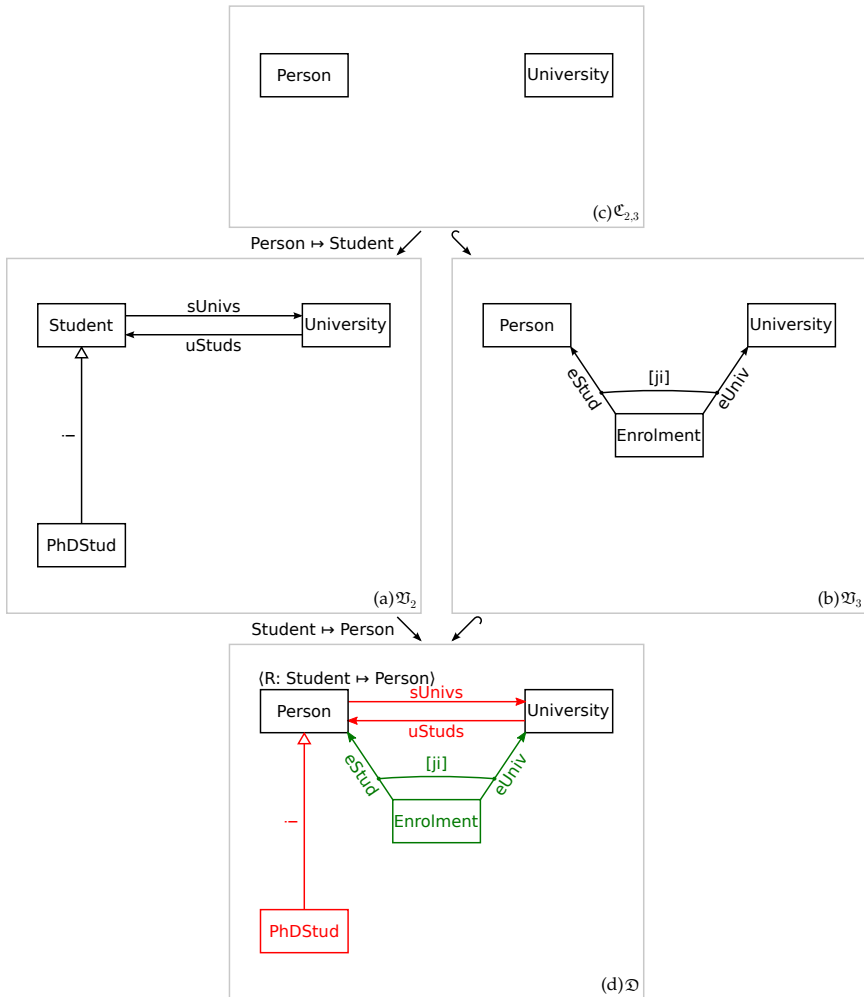 Person
University
(c) ℭ2,3
Person ↦ Student
Student
sUnivs
University
uStuds
i
PhDStud
(a) 𝔙2
Person
University
eStud
[ji]
eUniv
Enrolment
(b) 𝔙3
Student ↦ Person
⟨R: Student ↦ Person⟩
Person
sUnivs
University
uStuds
eStud
[ji]
eUniv
Enrolment
i
PhDStud
(d) 𝔇